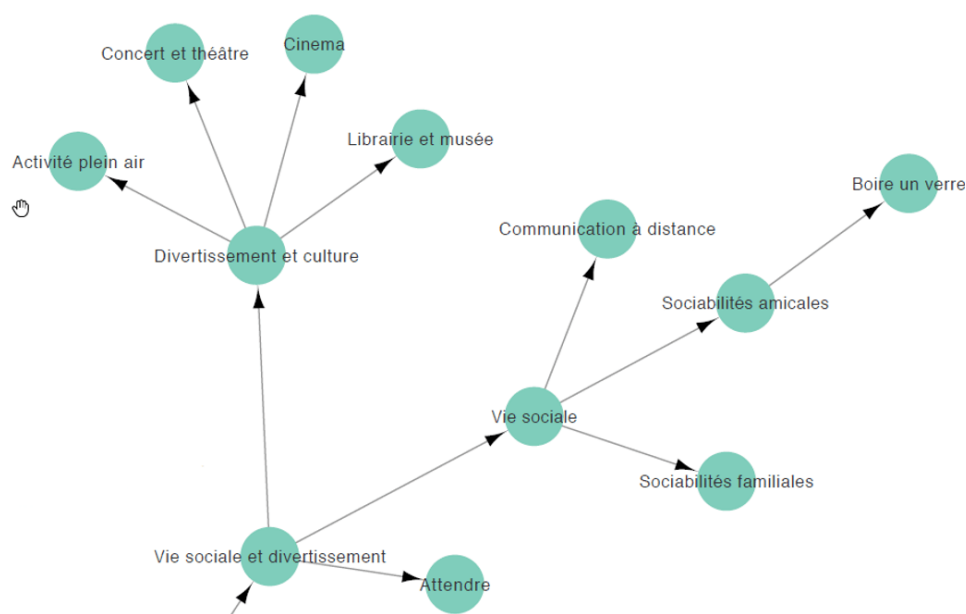 Cinema
Concert et théâtre
Librairie et musée
Activité plein air
Boire un verre
Communication à distance
Divertissement et culture
Sociabilités amicales
Vie sociale
Sociabilités familiales
Vie sociale et divertissement
Attendre